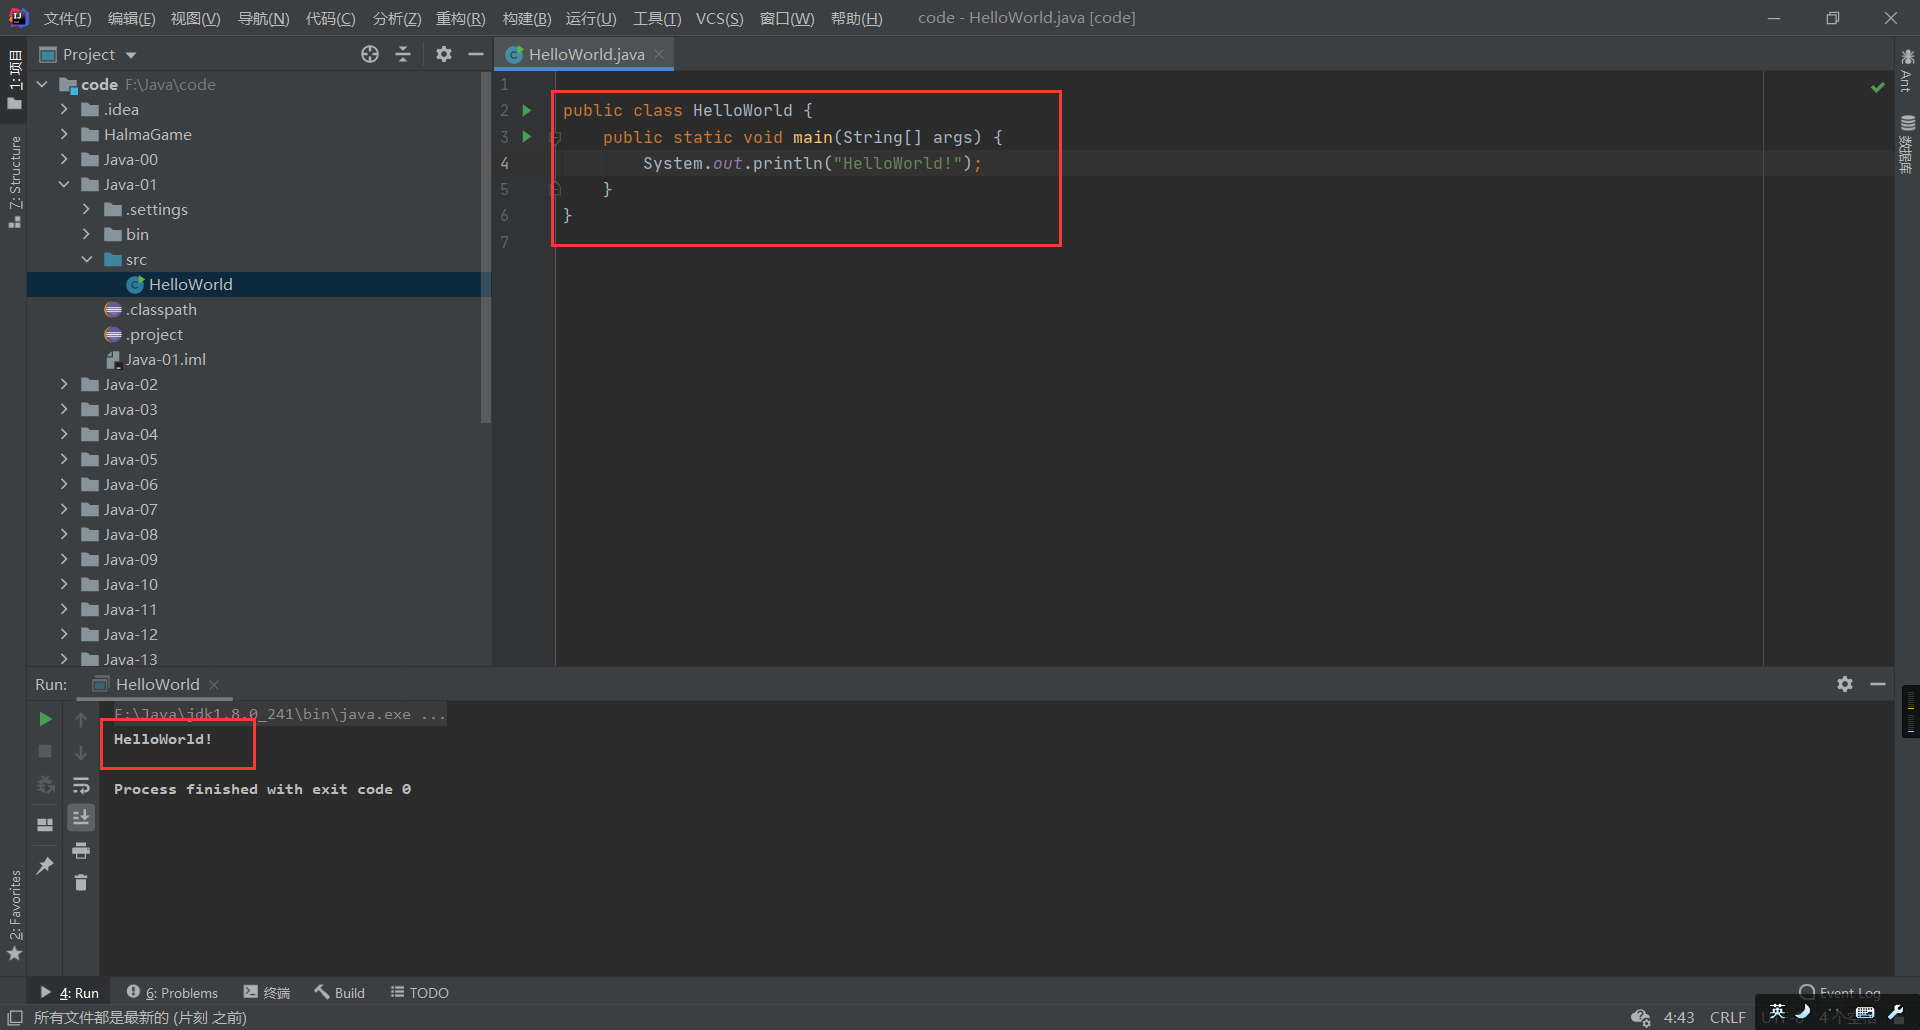 文件(F) 编辑(E) 视图(V) 导航(N) 代码(C) 分析(Z) 重构(R) 构建(B) 运行(U) 工具(T) VCS(S) 窗口(W) 帮助(H) code - HelloWorld.java [code]
1: 项目
Project
HelloWorld.java
code F:\Java\code
.idea
HalmaGame
Java-00
Java-01
.settings
bin
src
HelloWorld
.classpath
.project
Java-01.iml
Java-02
Java-03
Java-04
Java-05
Java-06
Java-07
Java-08
Java-09
Java-10
Java-11
Java-12
Java-13
7: Structure
1
2 public class HelloWorld {
3 public static void main(String[] args) {
4 System.out.println("HelloWorld!");
5 }
6 }
7
Ant
数据库
Run: HelloWorld
F:\Java\jdk1.8.0_241\bin\java.exe ...
HelloWorld!
Process finished with exit code 0
2: Favorites
4: Run 6: Problems 终端 Build TODO Event Log
所有文件都是最新的 (片刻 之前) 4:43 CRLF
英